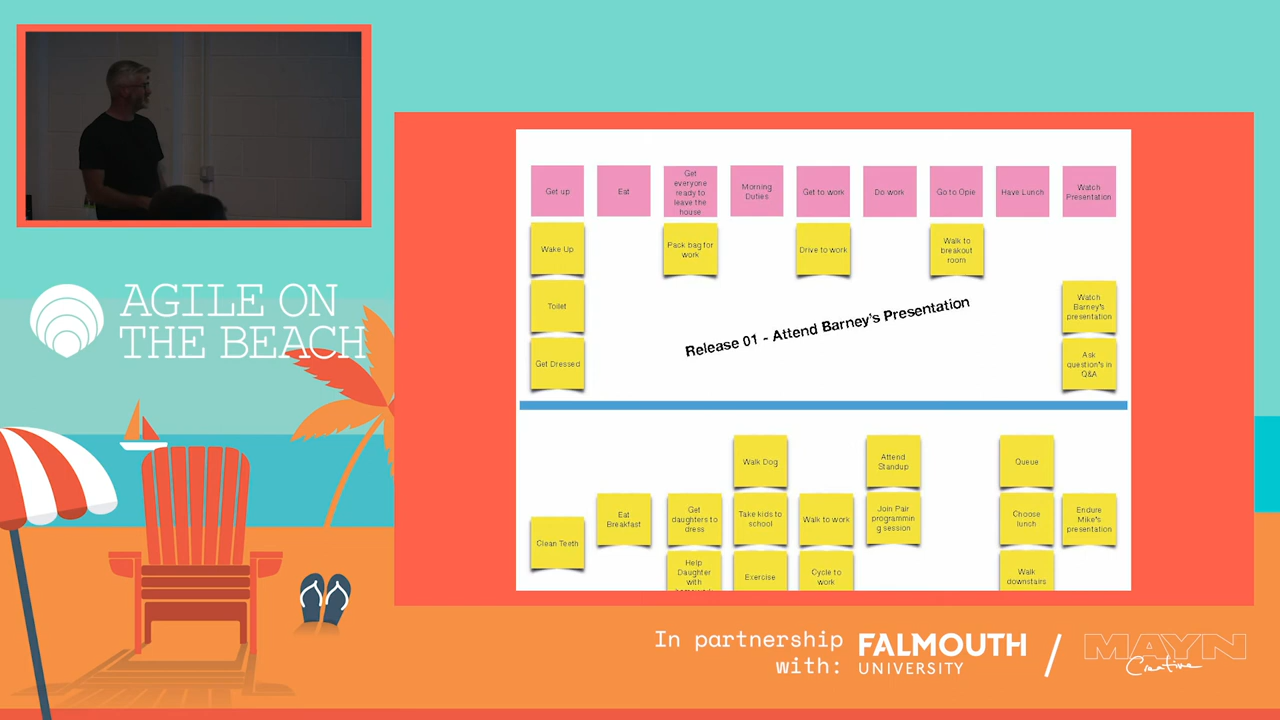 AGILE ON
THE BEACH
Get up
Eat
Get
everyone
ready to
leave the
house
Morning
Duties
Get to work
Do work
Go to Opie
Have Lunch
Watch
Presentation
Wake Up
Pack bag for
work
Drive to work
Walk to
breakout
room
Toilet
Watch
Barney's
presentation
Release 01 - Attend Barney's Presentation
Get Dressed
Ask
question's in
Q&A
Walk Dog
Attend
Standup
Queue
Clean Teeth
Eat
Breakfast
Get
daughters to
dress
Take kids to
school
Walk to work
Join Pair
programmin
g session
Choose
lunch
Endure
Mike's
presentation
Help
Daughter
with
Exercise
Cycle to
work
Walk
downstairs
In partnership
with:
FALMOUTH
UNIVERSITY
MAYN
Creative